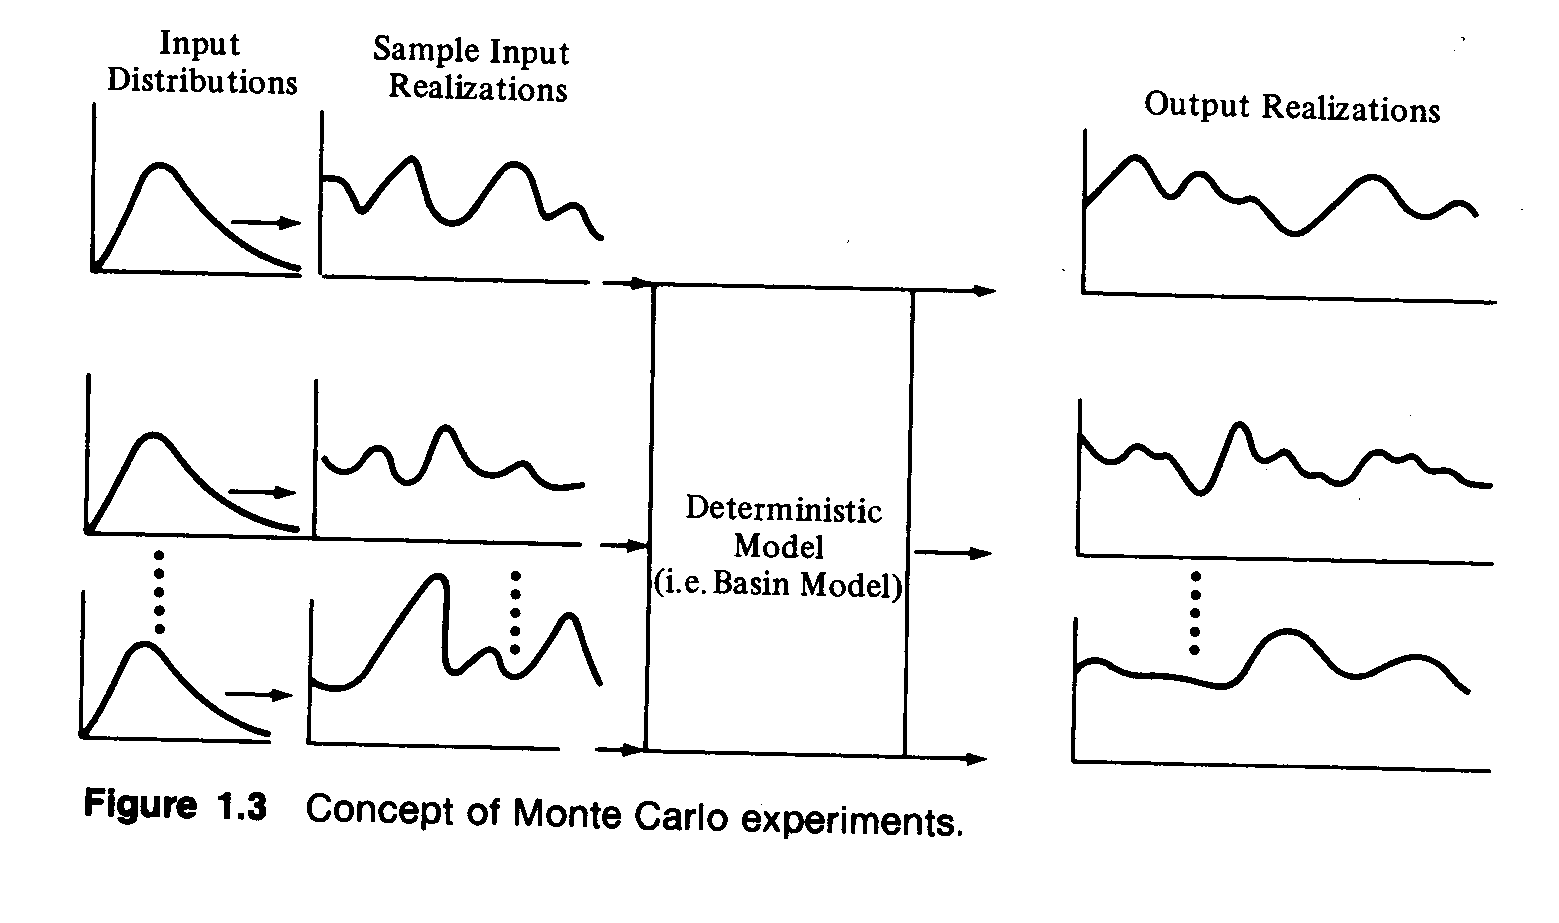 Input
Distributions
Sample Input
Realizations
Output Realizations
Deterministic
Model
(i.e. Basin Model)
Figure 1.3 Concept of Monte Carlo experiments.